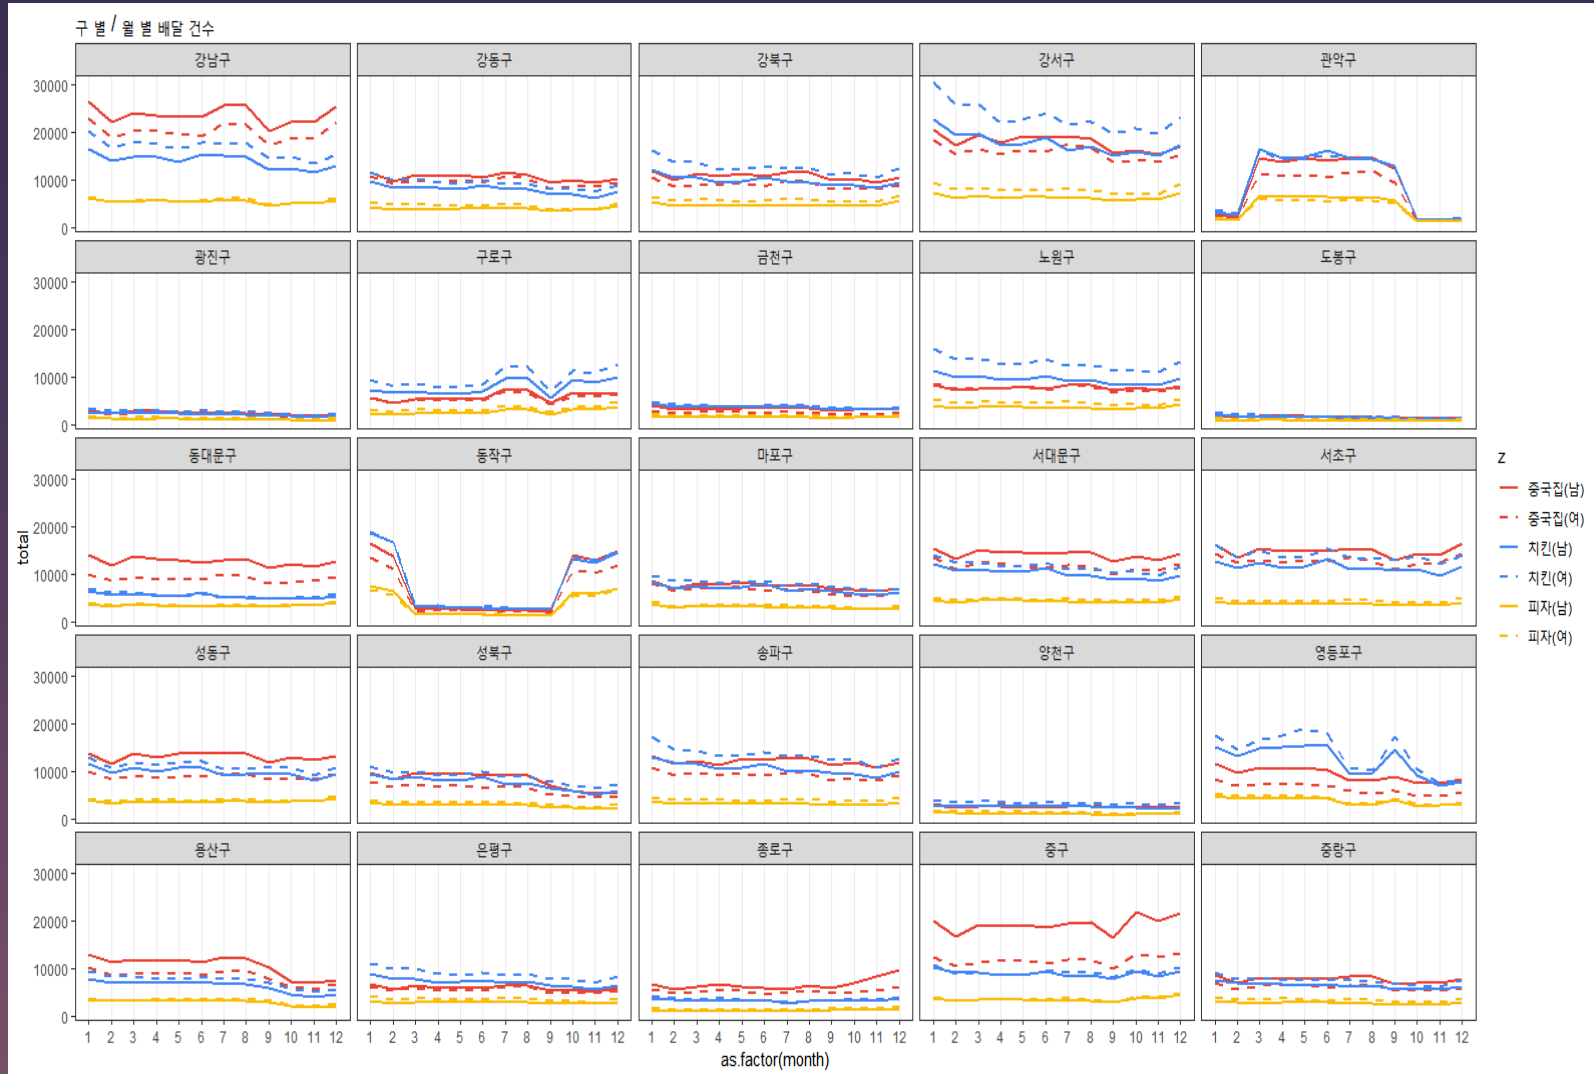 구 별 / 월 별 배달 건수
강남구 강동구 강북구 강서구 관악구
30000
20000
10000
0
광진구 구로구 금천구 노원구 도봉구
30000
20000
10000
0
동대문구 동작구 마포구 서대문구 서초구
30000
20000
10000
0
total
성동구 성북구 송파구 양천구 영등포구
30000
20000
10000
0
용산구 은평구 종로구 중구 중랑구
30000
20000
10000
0
1 2 3 4 5 6 7 8 9 10 11 12 1 2 3 4 5 6 7 8 9 10 11 12 1 2 3 4 5 6 7 8 9 10 11 12 1 2 3 4 5 6 7 8 9 10 11 12 1 2 3 4 5 6 7 8 9 10 11 12
as.factor(month)
z
중국집(남)
중국집(여)
치킨(남)
치킨(여)
피자(남)
피자(여)